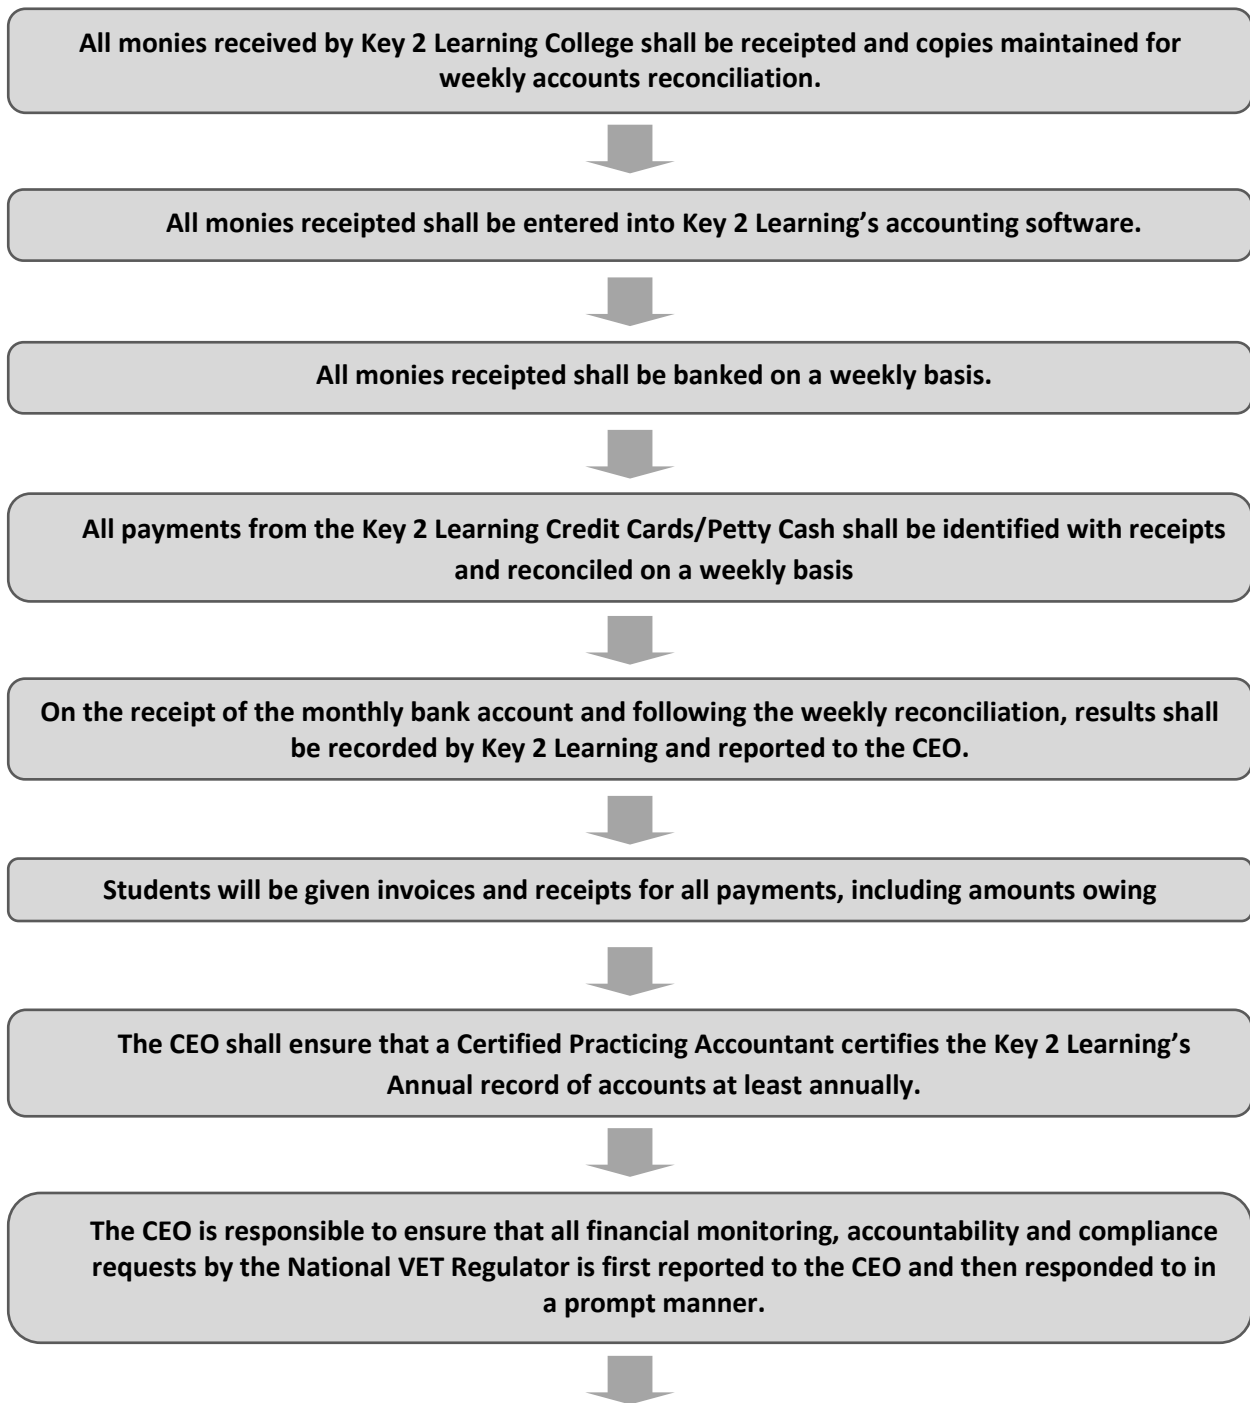 All monies received by Key 2 Learning College shall be receipted and copies maintained for
weekly accounts reconciliation.
All monies receipted shall be entered into Key 2 Learning’s accounting software.
All monies receipted shall be banked on a weekly basis.
All payments from the Key 2 Learning Credit Cards/Petty Cash shall be identified with receipts
and reconciled on a weekly basis
On the receipt of the monthly bank account and following the weekly reconciliation, results shall
be recorded by Key 2 Learning and reported to the CEO.
Students will be given invoices and receipts for all payments, including amounts owing
The CEO shall ensure that a Certified Practicing Accountant certifies the Key 2 Learning’s
Annual record of accounts at least annually.
The CEO is responsible to ensure that all financial monitoring, accountability and compliance
requests by the National VET Regulator is first reported to the CEO and then responded to in
a prompt manner.